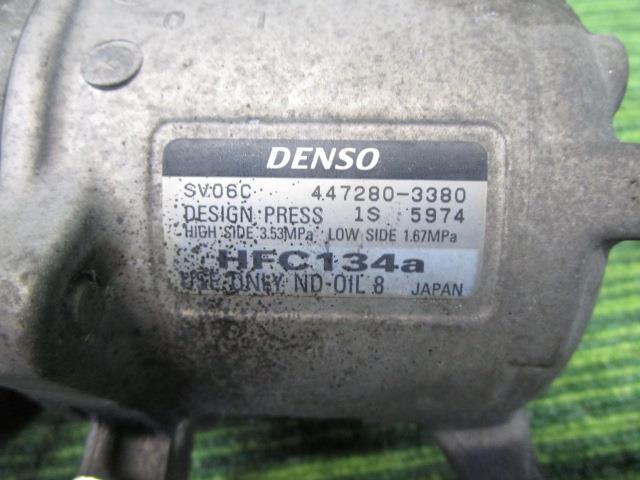 DENSO
SV06C 447280-3380
DESIGN PRESS 1S 5974
HIGH SIDE 3.53MPa LOW SIDE 1.67MPa
HFC134a
USE ONLY ND-OIL 8 JAPAN